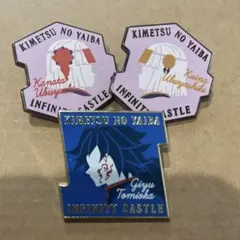 KIMETSU NO YAIBA
Kanata
Ubuyashiki
INFINITY CASTLE
KIMETSU NO YAIBA
Kuina
Ubuyashiki
INFINITY CASTLE
KIMETSU NO YAIBA
Giyu
Tomioka
INFINITY CASTLE